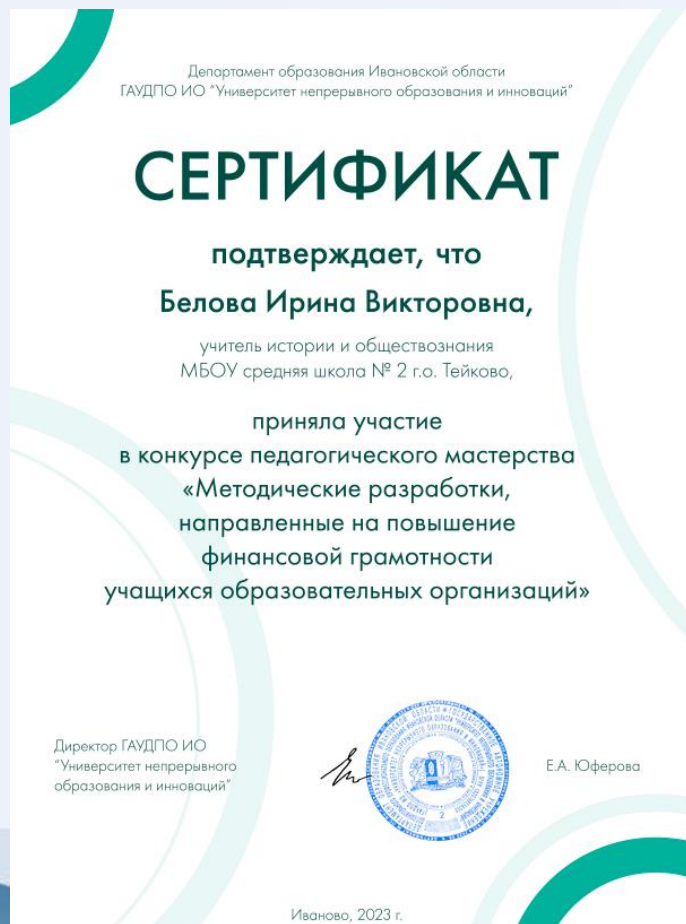 Департамент образования Ивановской области
ГАУДПО ИО “Университет непрерывного образования и инноваций”
СЕРТИФИКАТ
подтверждает, что
Белова Ирина Викторовна,
учитель истории и обществознания
МБОУ средняя школа № 2 г.о. Тейково,
приняла участие
в конкурсе педагогического мастерства
«Методические разработки,
направленные на повышение
финансовой грамотности
учащихся образовательных организаций»
Директор ГАУДПО ИО
“Университет непрерывного
образования и инноваций”
Е.А. Юферова
2
Иваново, 2023 г.